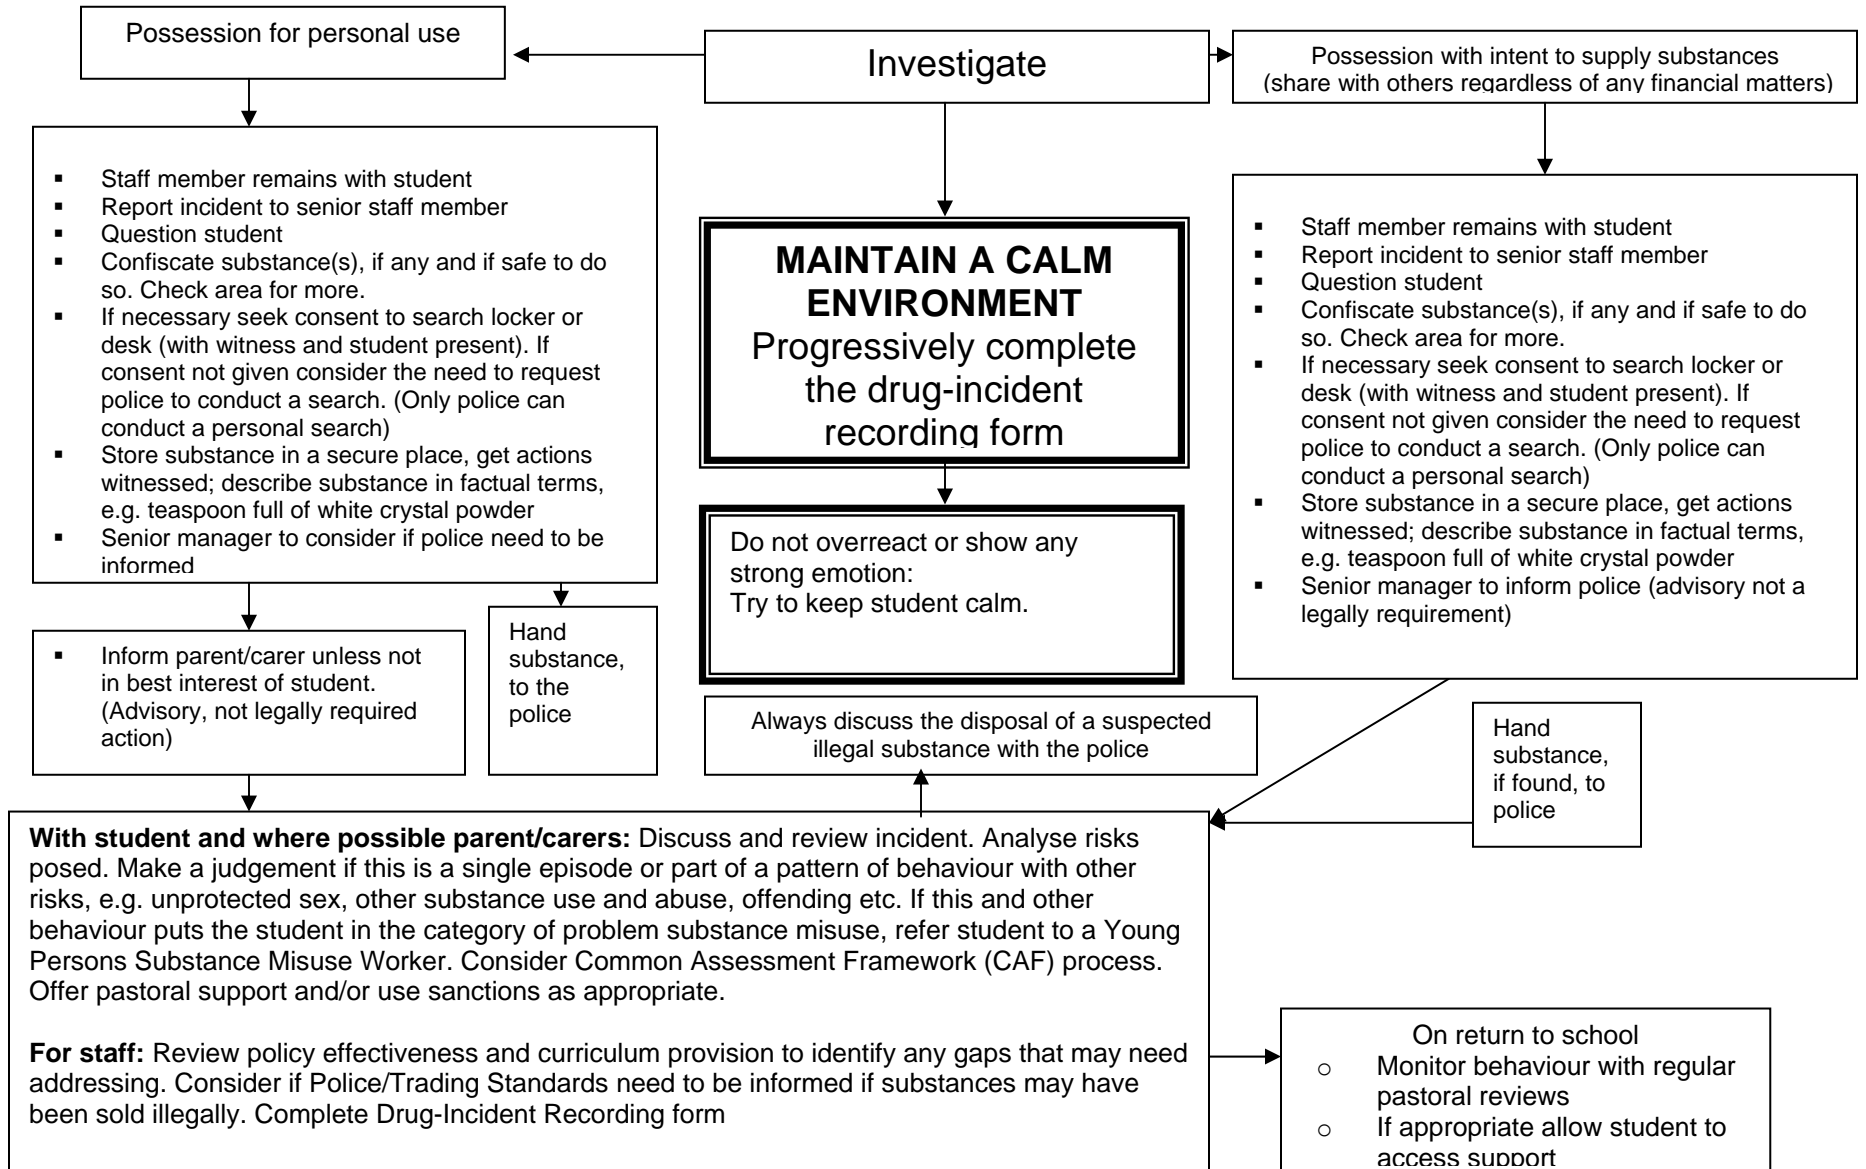 Possession for personal use
Investigate
Possession with intent to supply substances
(share with others regardless of any financial matters)
▪ Staff member remains with student
▪ Report incident to senior staff member
▪ Question student
▪ Confiscate substance(s), if any and if safe to do
so. Check area for more.
▪ If necessary seek consent to search locker or
desk (with witness and student present). If
consent not given consider the need to request
police to conduct a search. (Only police can
conduct a personal search)
▪ Store substance in a secure place, get actions
witnessed; describe substance in factual terms,
e.g. teaspoon full of white crystal powder
▪ Senior manager to consider if police need to be
informed
MAINTAIN A CALM
ENVIRONMENT
Progressively complete
the drug-incident
recording form
▪ Staff member remains with student
▪ Report incident to senior staff member
▪ Question student
▪ Confiscate substance(s), if any and if safe to do
so. Check area for more.
▪ If necessary seek consent to search locker or
desk (with witness and student present). If
consent not given consider the need to request
police to conduct a search. (Only police can
conduct a personal search)
▪ Store substance in a secure place, get actions
witnessed; describe substance in factual terms,
e.g. teaspoon full of white crystal powder
▪ Senior manager to inform police (advisory not a
legally requirement)
Do not overreact or show any
strong emotion:
Try to keep student calm.
▪ Inform parent/carer unless not
in best interest of student.
(Advisory, not legally required
action)
Hand
substance,
to the
police
Always discuss the disposal of a suspected
illegal substance with the police
Hand
substance,
if found, to
police
With student and where possible parent/carers: Discuss and review incident. Analyse risks
posed. Make a judgement if this is a single episode or part of a pattern of behaviour with other
risks, e.g. unprotected sex, other substance use and abuse, offending etc. If this and other
behaviour puts the student in the category of problem substance misuse, refer student to a Young
Persons Substance Misuse Worker. Consider Common Assessment Framework (CAF) process.
Offer pastoral support and/or use sanctions as appropriate.
For staff: Review policy effectiveness and curriculum provision to identify any gaps that may need
addressing. Consider if Police/Trading Standards need to be informed if substances may have
been sold illegally. Complete Drug-Incident Recording form
On return to school
o Monitor behaviour with regular
pastoral reviews
o If appropriate allow student to
access support